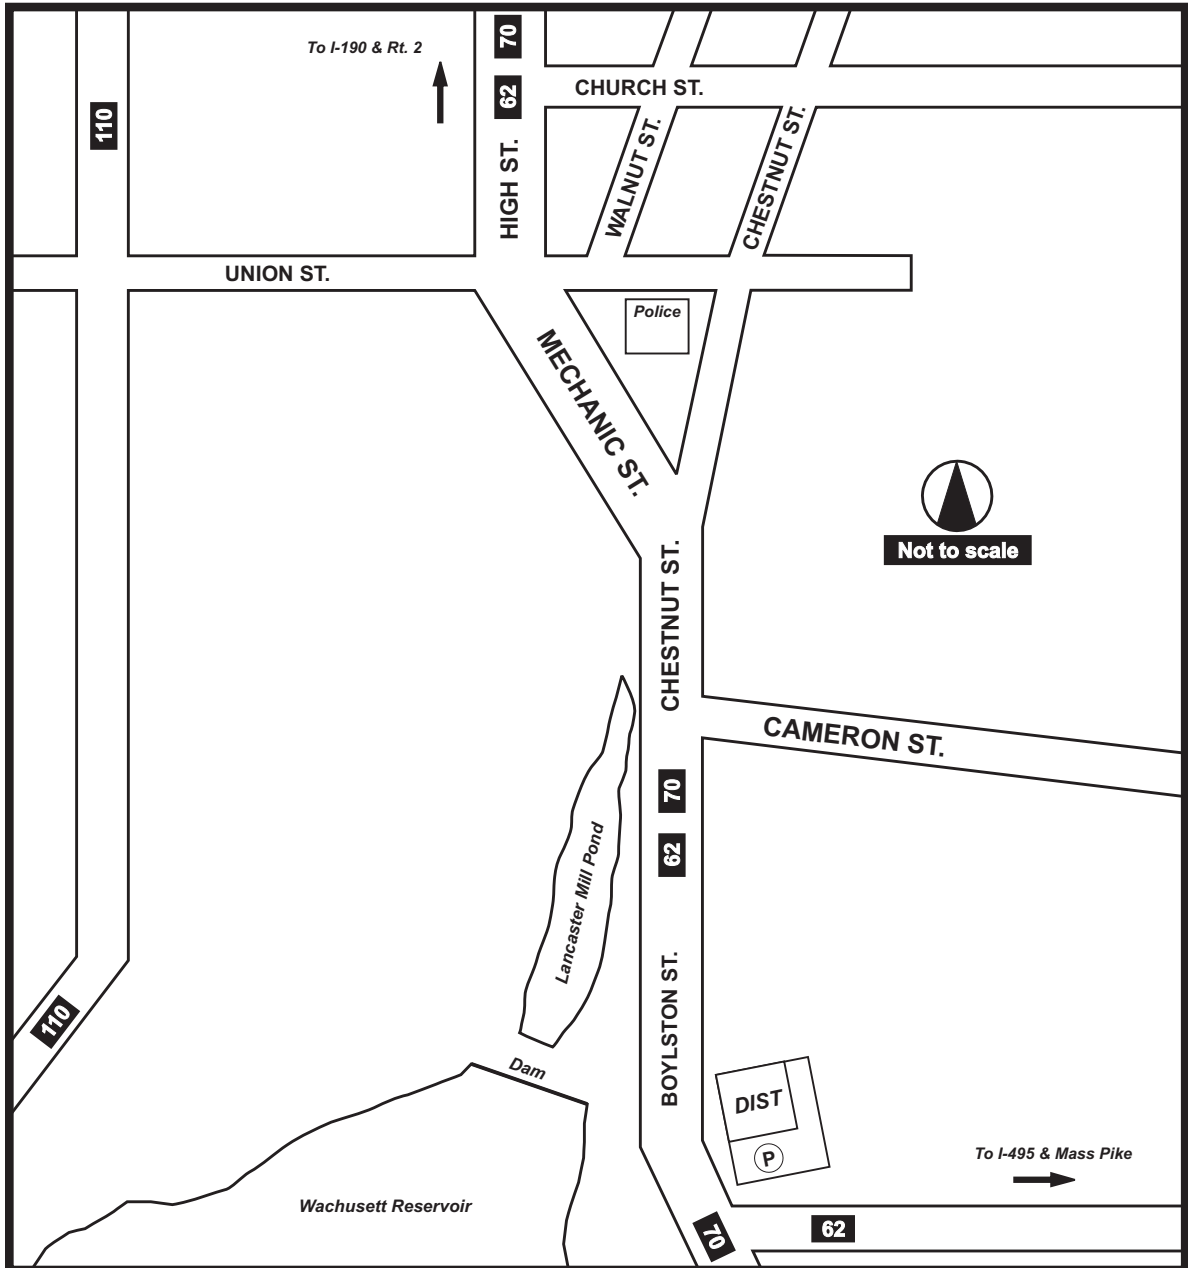 To I-190 & Rt. 2
70
62
CHURCH ST.
110
HIGH ST.
WALNUT ST.
CHESTNUT ST.
UNION ST.
Police
MECHANIC ST.
Not to scale
CHESTNUT ST.
CAMERON ST.
70
62
Lancaster Mill Pond
BOYLSTON ST.
110
Dam
DIST
P
To I-495 & Mass Pike
Wachusett Reservoir
70
62